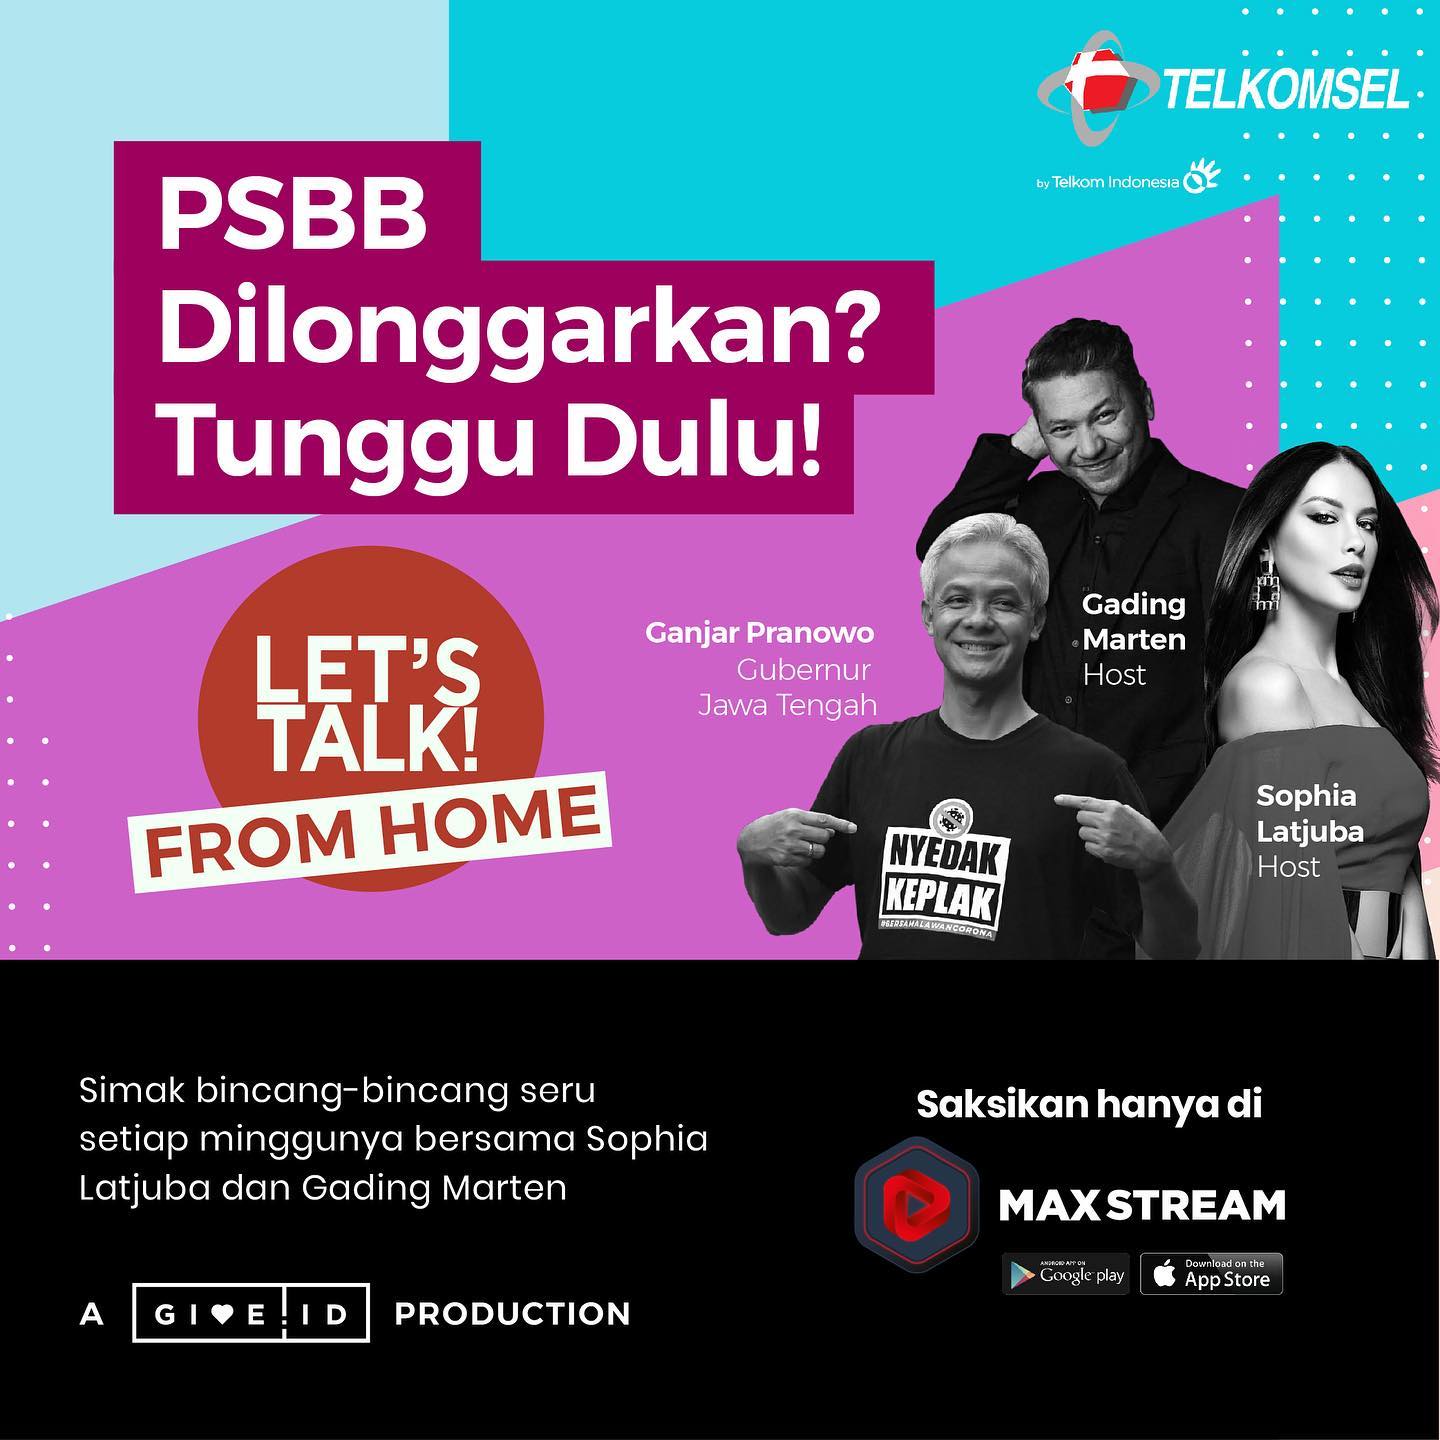 TELKOMSEL
by Telkom Indonesia
PSBB
Dilonggarkan?
Tunggu Dulu!
LET'S
TALK!
FROM HOME
Ganjar Pranowo
Gubernur
Jawa Tengah
Gading
Marten
Host
Sophia
Latjuba
Host
NYEDAK
KEPLAK
#BERSAHALAWANCORONA
Simak bincang-bincang seru
setiap minggunya bersama Sophia
Latjuba dan Gading Marten
A GI♥E!ID PRODUCTION
Saksikan hanya di
MAXSTREAM
ANDROID APP ON
Google play
Download on the
App Store